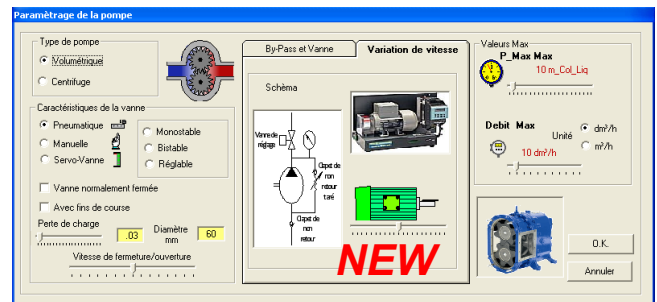 Paramètrage de la pompe
Type de pompe
Volumétrique
Centrifuge
Caractéristiques de la vanne
Pneumatique
Manuelle
Servo-Vanne
Monostable
Bistable
Réglable
Vanne normalement fermée
Avec fins de course
Perte de charge
.03
Diamètre
mm
60
Vitesse de fermeture/ouverture
By-Pass et Vanne
Variation de vitesse
Schèma
Vanne de
réglage
Clapet de
non
retour
taré
Clapet de
non
retour
NEW
Valeurs Max
P_Max Max
10 m_Col_Liq
Debit Max
Unité
dm³/h
m³/h
10 dm³/h
O.K.
Annuler